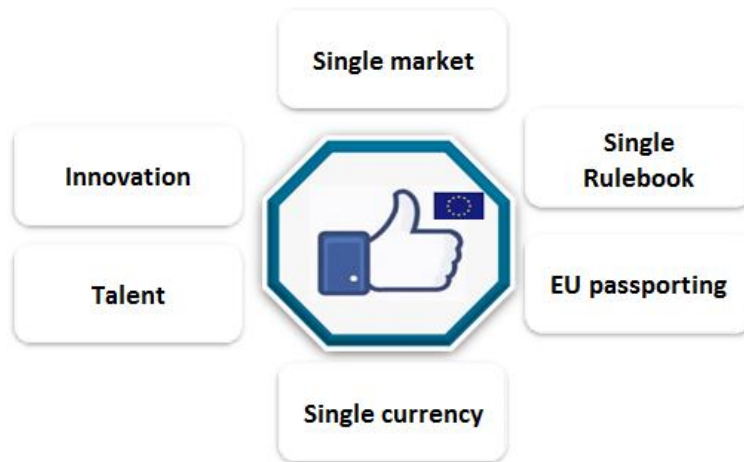 Single market
Innovation
Single
Rulebook
Talent
EU passporting
Single currency